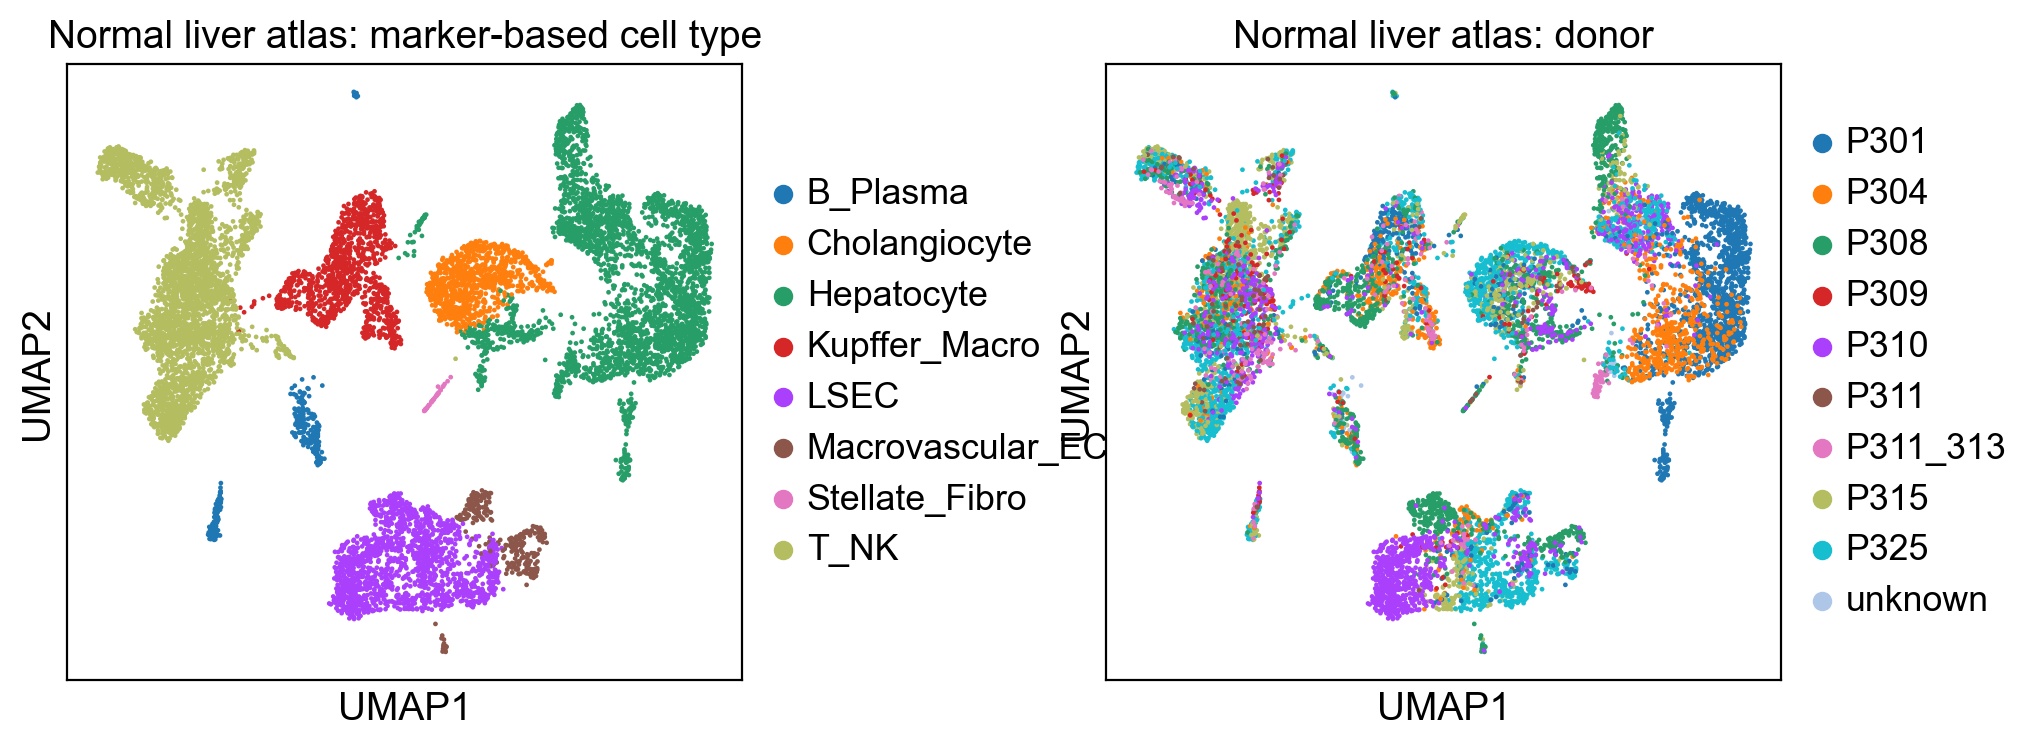 Normal liver atlas: marker-based cell type
UMAP2
UMAP1
B_Plasma
Cholangiocyte
Hepatocyte
Kupffer_Macro
LSEC
Macrovascular_EC
Stellate_Fibro
T_NK
Normal liver atlas: donor
UMAP2
UMAP1
P301
P304
P308
P309
P310
P311
P311_313
P315
P325
unknown